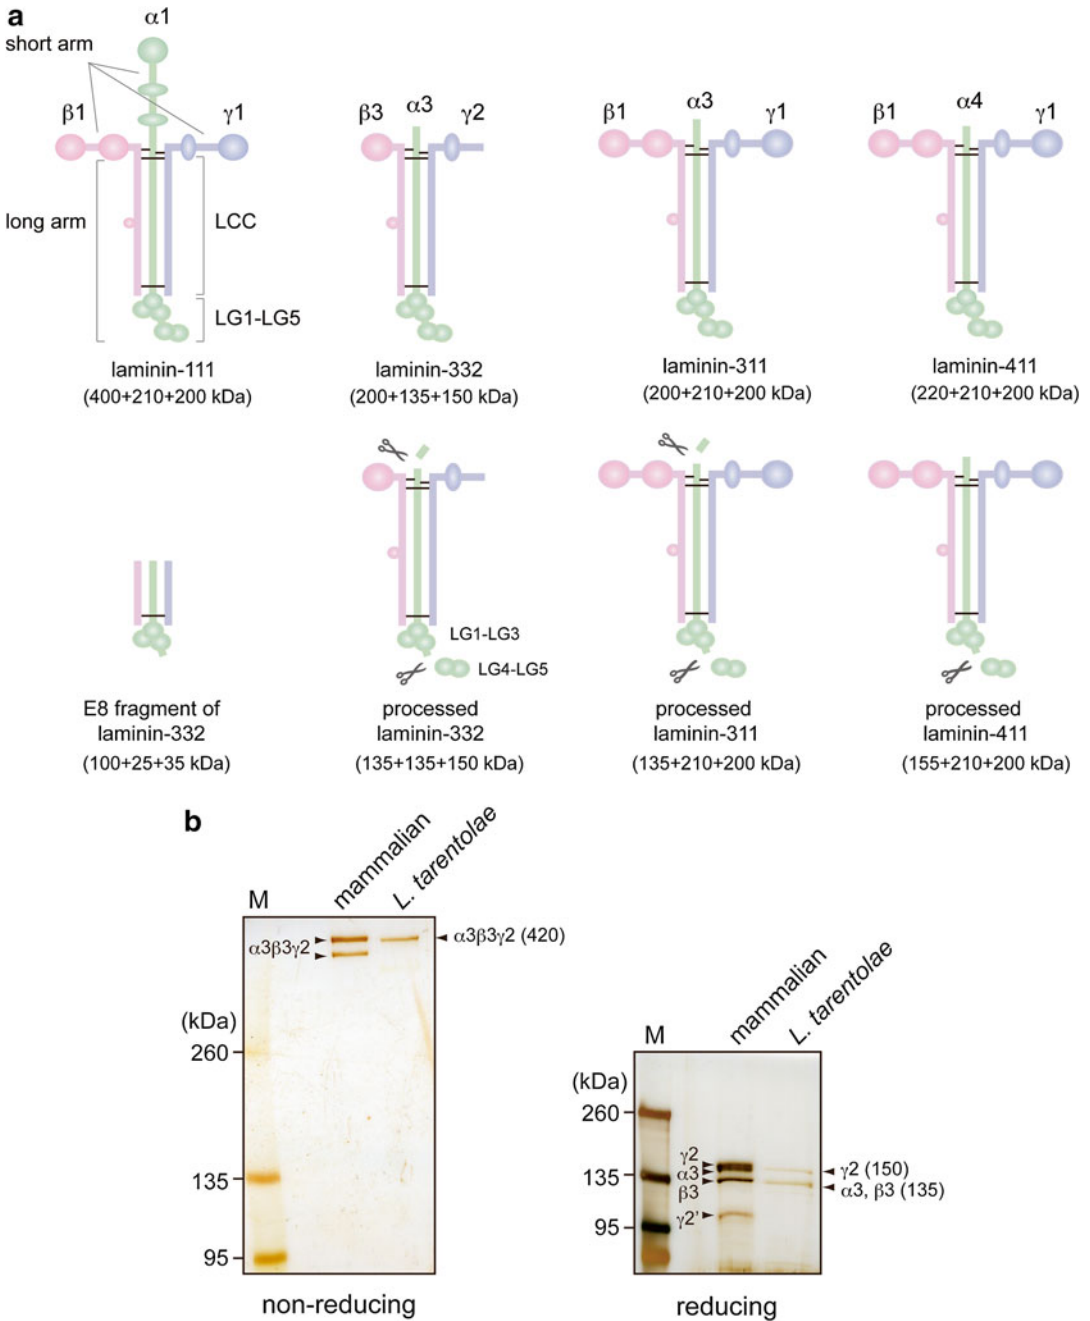 a
α1
short arm
β1
γ1
β3
α3
γ2
β1
α3
γ1
β1
α4
γ1
long arm
LCC
LG1-LG5
laminin-111
(400+210+200 kDa)
laminin-332
(200+135+150 kDa)
laminin-311
(200+210+200 kDa)
laminin-411
(220+210+200 kDa)
LG1-LG3
LG4-LG5
E8 fragment of
laminin-332
(100+25+35 kDa)
processed
laminin-332
(135+135+150 kDa)
processed
laminin-311
(135+210+200 kDa)
processed
laminin-411
(155+210+200 kDa)
b
M
mammalian
L. tarentolae
α3β3γ2
α3β3γ2 (420)
(kDa)
260
135
95
non-reducing
M
mammalian
L. tarentolae
(kDa)
260
135
95
γ2
α3
β3
γ2'
γ2 (150)
α3, β3 (135)
reducing